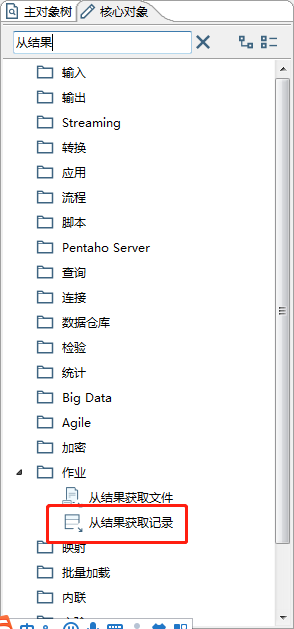 主对象树 核心对象
从结果
输入
输出
Streaming
转换
应用
流程
脚本
Pentaho Server
查询
连接
数据仓库
检验
统计
Big Data
Agile
加密
作业
从结果获取文件
从结果获取记录
映射
批量加载
内联
中